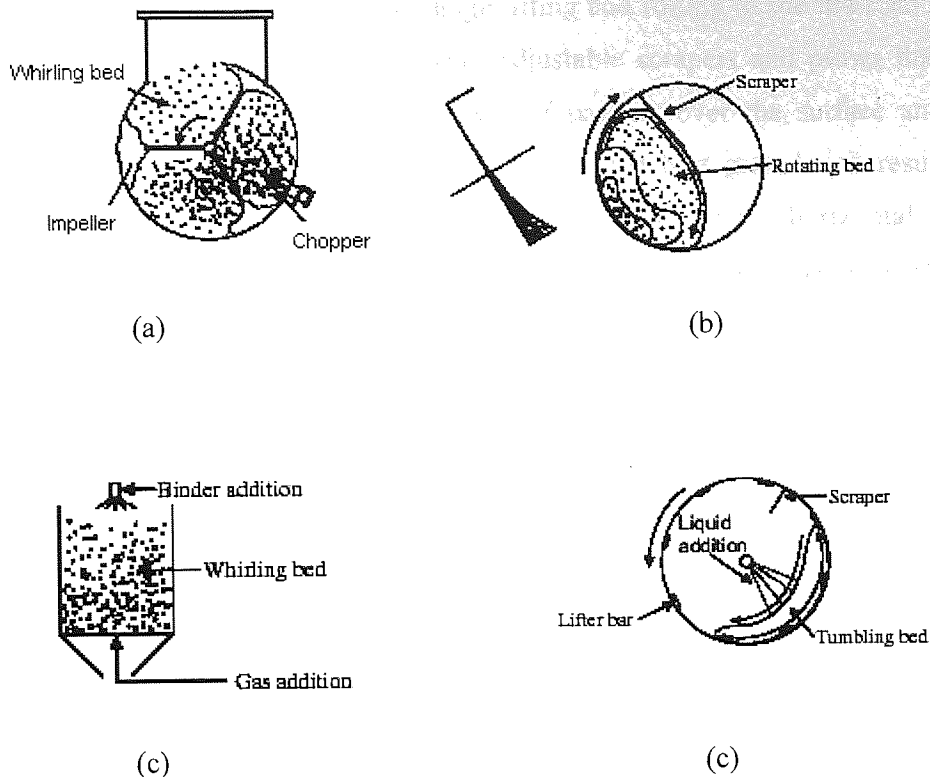 Whirling bed
Impeller
Chopper
(a)
Scraper
Rotating bed
(b)
Binder addition
Whirling bed
Gas addition
(c)
Scraper
Liquid
addition
Lifter bar
Tumbling bed
(c)